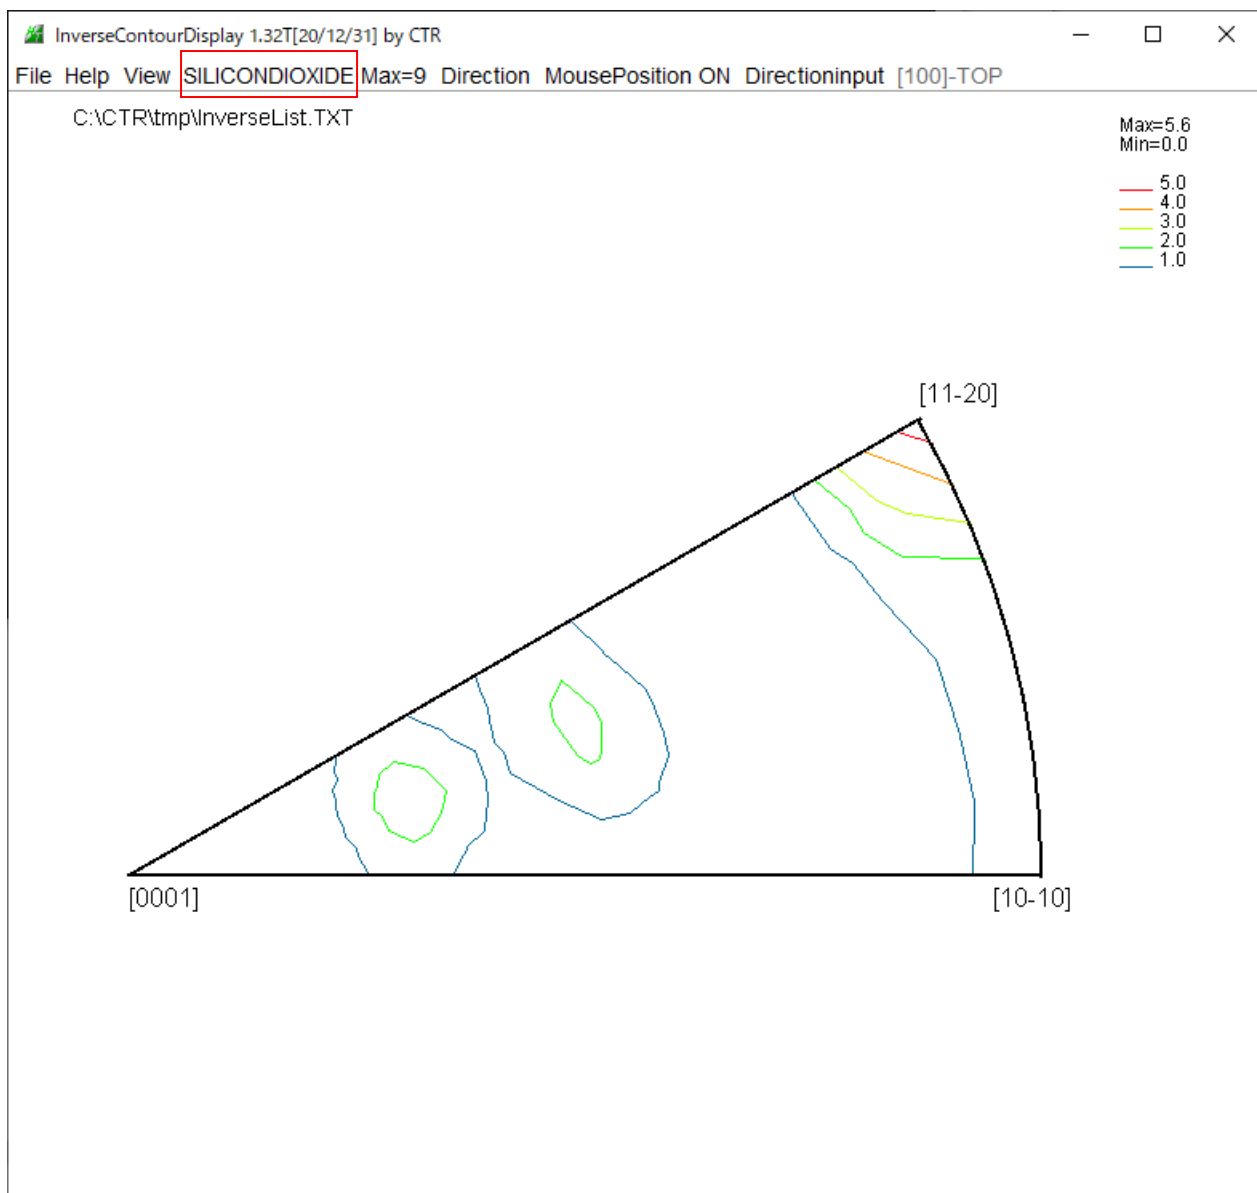 InverseContourDisplay 1.32T[20/12/31] by CTR
File Help View SILICONDIOXIDE Max=9 Direction MousePosition ON Directioninput [100]-TOP
C:\CTR\tmp\InverseList.TXT
Max=5.6
Min=0.0
5.0
4.0
3.0
2.0
1.0
[11-20]
[0001]
[10-10]